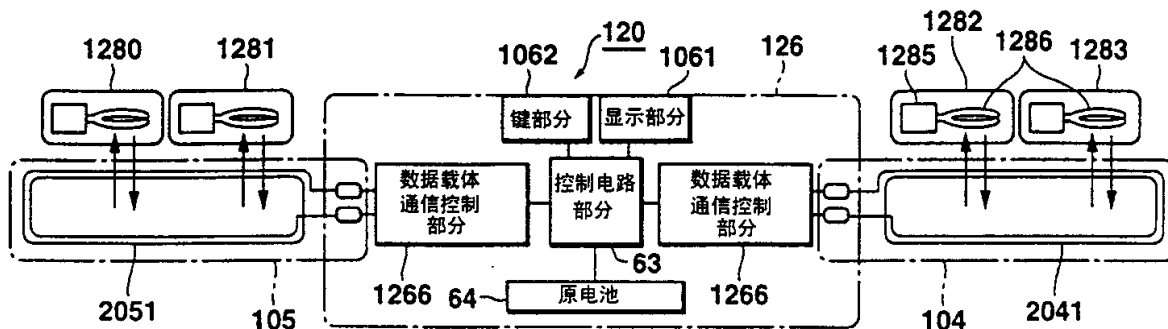 120
1280
1281
1062
1061
126
1285
1282
1286
1283
键部分
显示部分
数据载体
通信控制
部分
控制电路
部分
数据载体
通信控制
部分
63
原电池
2051
105
1266
64
1266
104
2041